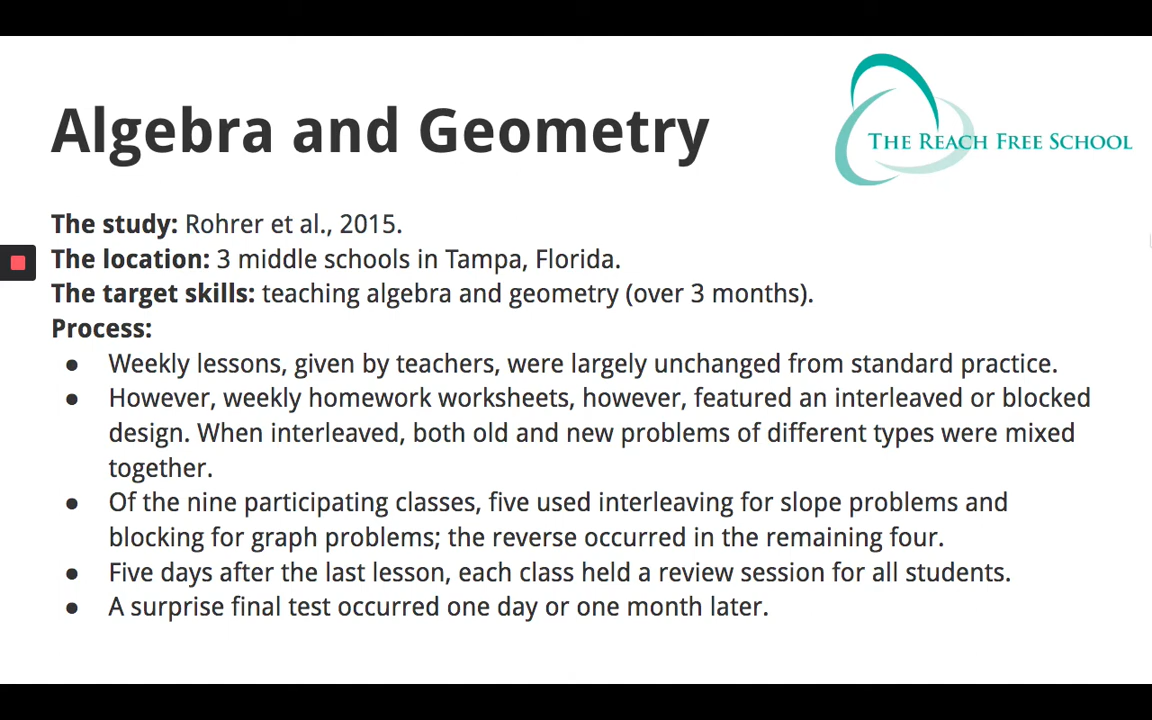 THE REACH FREE SCHOOL
Algebra and Geometry
The study: Rohrer et al., 2015.
The location: 3 middle schools in Tampa, Florida.
The target skills: teaching algebra and geometry (over 3 months).
Process:
● Weekly lessons, given by teachers, were largely unchanged from standard practice.
● However, weekly homework worksheets, however, featured an interleaved or blocked
design. When interleaved, both old and new problems of different types were mixed
together.
● Of the nine participating classes, five used interleaving for slope problems and
blocking for graph problems; the reverse occurred in the remaining four.
● Five days after the last lesson, each class held a review session for all students.
● A surprise final test occurred one day or one month later.